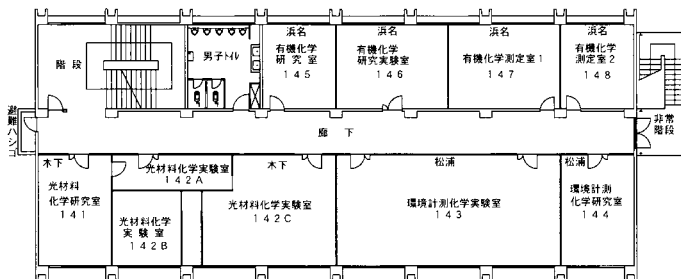 階段
男子トイレ
浜名
有機化学
研究室
145
浜名
有機化学
研究実験室
146
浜名
有機化学測定室1
147
浜名
有機化学
測定室2
148
避難ハシゴ
廊下
非常
階段
木下
光材料
化学研究室
141
光材料化学実験室
142A
光材料化学
実験室
142B
木下
光材料化学実験室
142C
松浦
環境計測化学実験室
143
松浦
環境計測
化学研究室
144